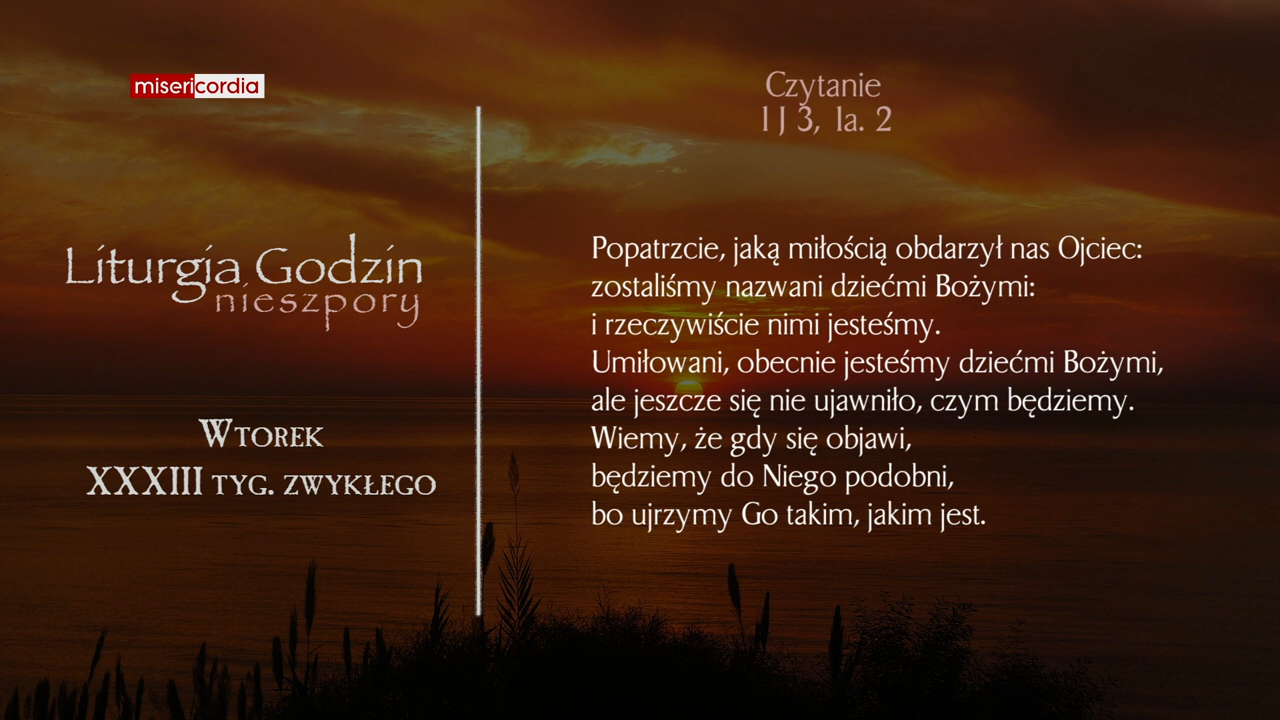 misericordia
Liturgia Godzin
nieszpory
Wtorek
XXXIII tyg. zwykłego
Czytanie
1 J 3, 1a. 2
Popatrzcie, jaką miłością obdarzył nas Ojciec:
zostaliśmy nazwani dziećmi Bożymi:
i rzeczywiście nimi jesteśmy.
Umiłowani, obecnie jesteśmy dziećmi Bożymi,
ale jeszcze się nie ujawniło, czym będziemy.
Wiemy, że gdy się objawi,
będziemy do Niego podobni,
bo ujrzymy Go takim, jakim jest.